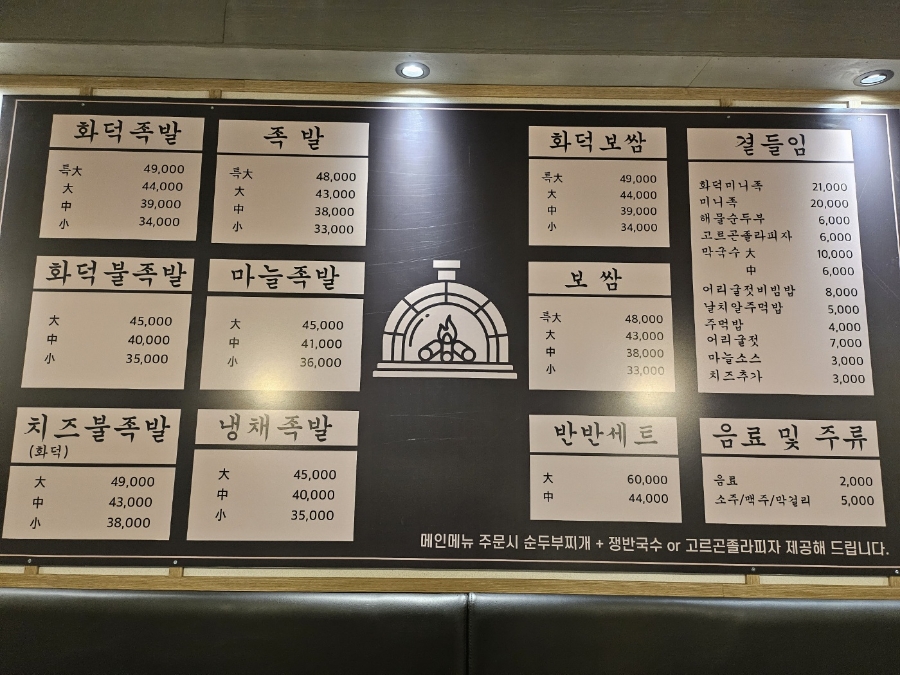 화덕족발
특大 49,000
大 44,000
中 39,000
小 34,000
족발
특大 48,000
大 43,000
中 38,000
小 33,000
화덕불족발
大 45,000
中 40,000
小 35,000
마늘족발
大 45,000
中 41,000
小 36,000
치즈불족발
(화덕)
大 49,000
中 43,000
小 38,000
냉채족발
大 45,000
中 40,000
小 35,000
화덕보쌈
특大 49,000
大 44,000
中 39,000
小 34,000
보쌈
특大 48,000
大 43,000
中 38,000
小 33,000
반반세트
大 60,000
中 44,000
곁들임
화덕미니족 21,000
미니족 20,000
해물순두부 6,000
고르곤졸라피자 6,000
막국수 大 10,000
中 6,000
어리굴젓비빔밥 8,000
날치알주먹밥 5,000
주먹밥 4,000
어리굴젓 7,000
마늘소스 3,000
치즈추가 3,000
음료 및 주류
음료 2,000
소주/맥주/막걸리 5,000
메인메뉴 주문시 순두부찌개 + 쟁반국수 or 고르곤졸라피자 제공해 드립니다.